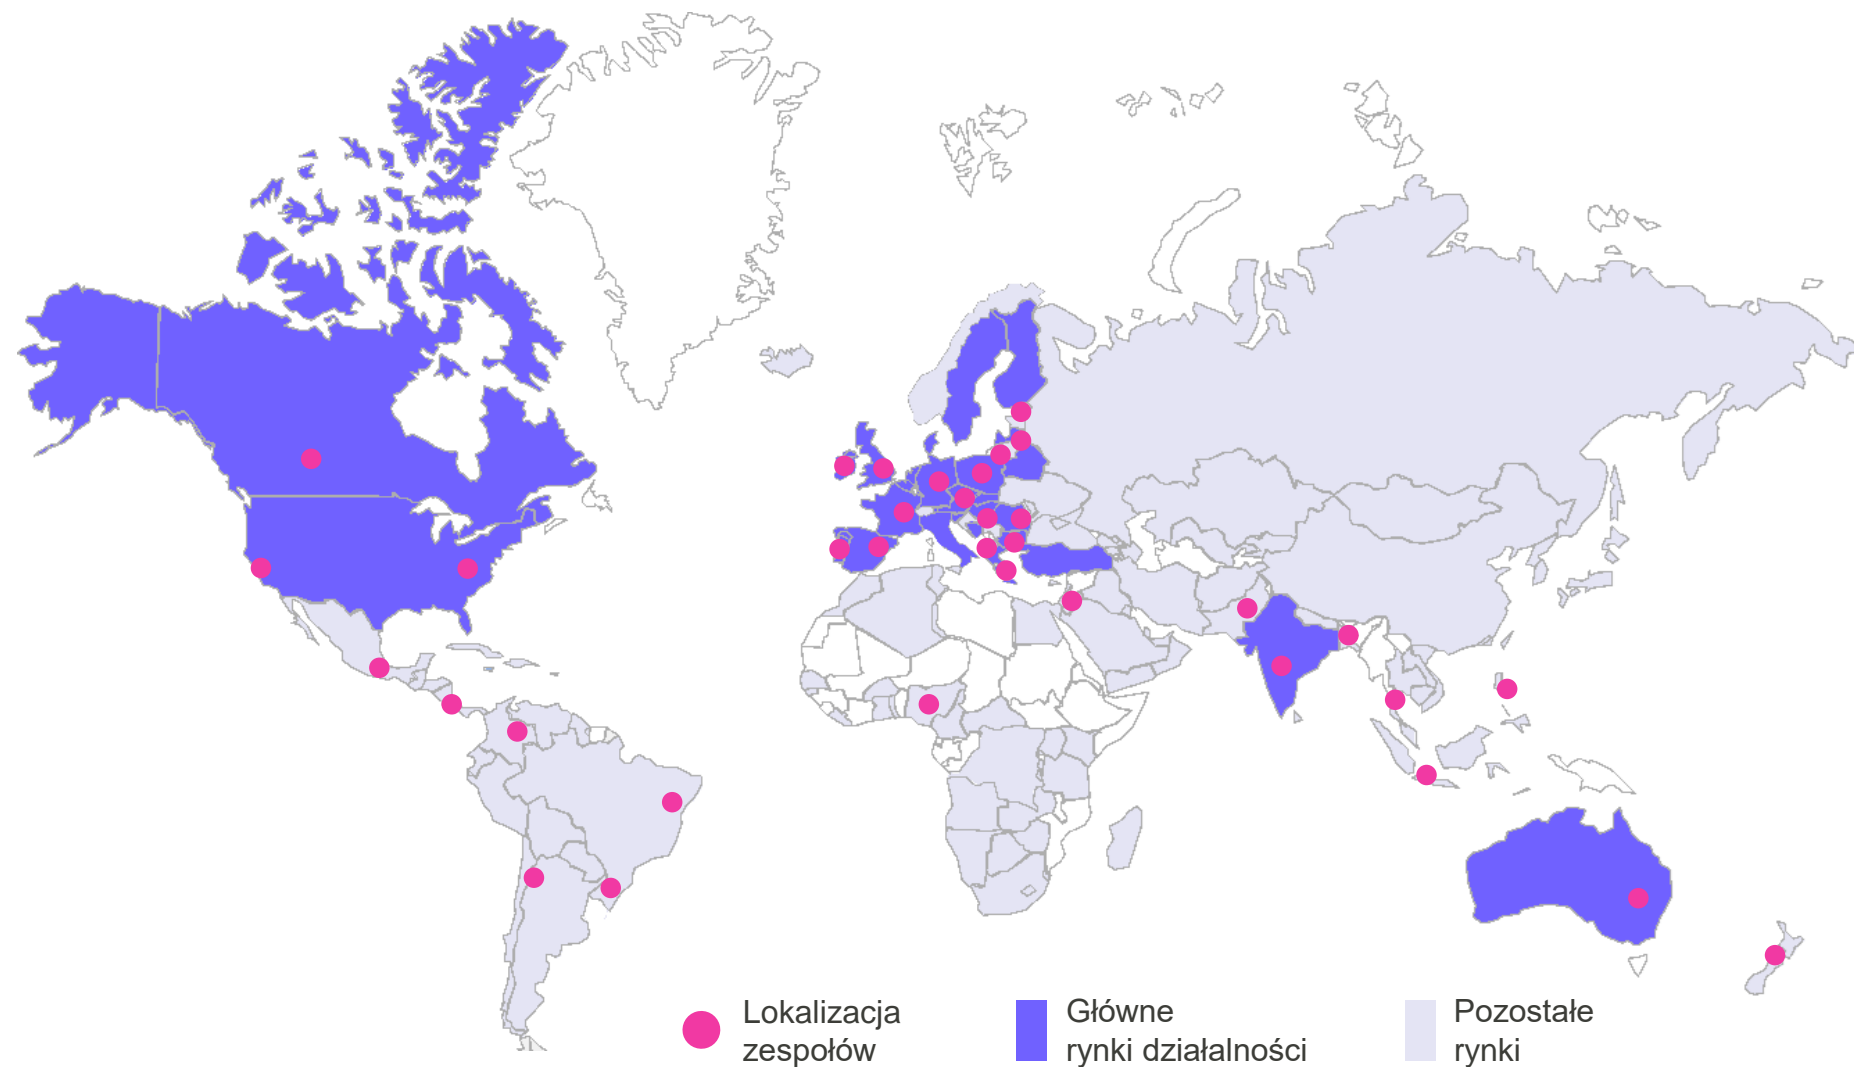 Lokalizacja
zespołów
Główne
rynki działalności
Pozostałe
rynki